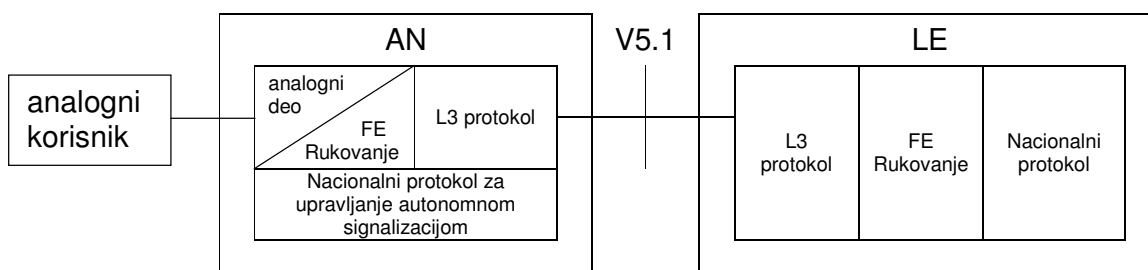 AN
V5.1
LE
analogni
korisnik
analogni
deo
FE
Rukovanje
L3 protokol
Nacionalni protokol za
upravljanje autonomnom
signalizacijom
L3
protokol
FE
Rukovanje
Nacionalni
protokol